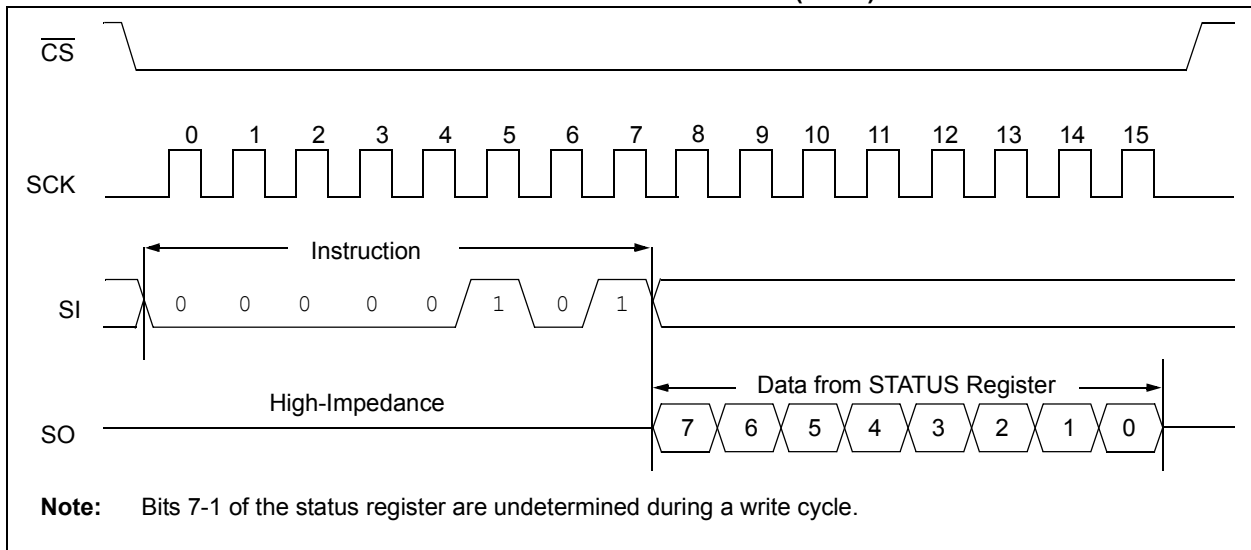 CS
0 1 2 3 4 5 6 7 8 9 10 11 12 13 14 15
SCK
Instruction
SI 0 0 0 0 0 1 0 1
Data from STATUS Register
High-Impedance
SO 7 6 5 4 3 2 1 0
Note: Bits 7-1 of the status register are undetermined during a write cycle.